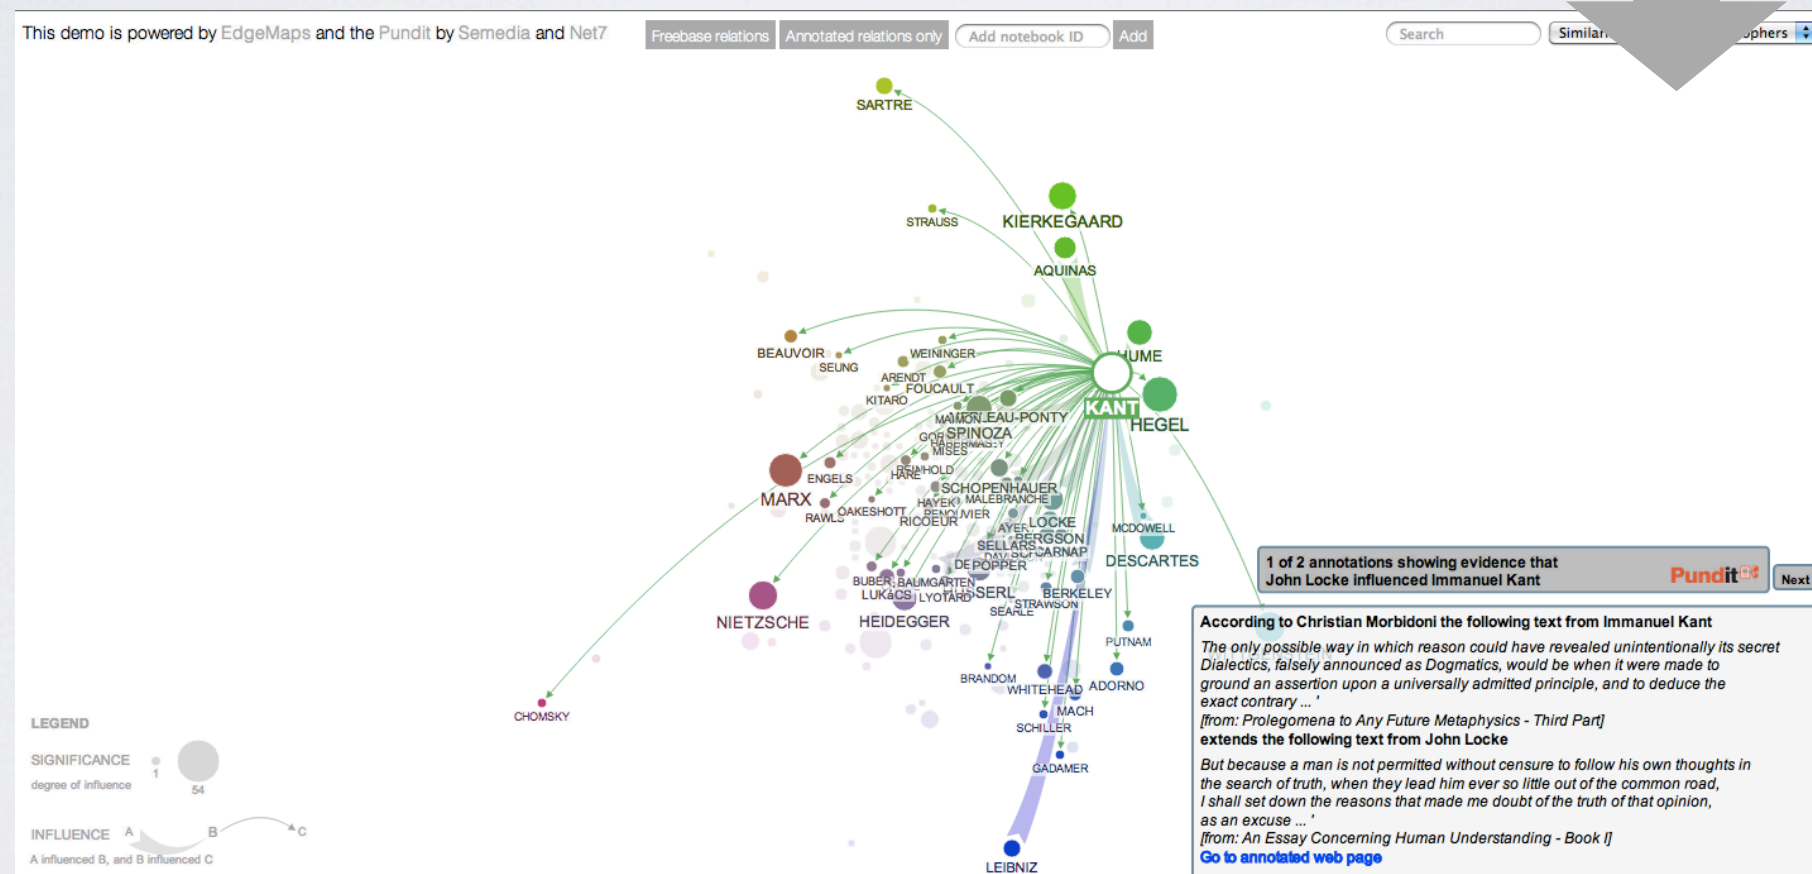 This demo is powered by EdgeMaps and the Pundit by Semedia and Net7
Freebase relations
Annotated relations only
Add notebook ID
Add
Search
SARTRE
STRAUSS
KIERKEGAARD
AQUINAS
HUME
BEAUVOIR
SEUNG
WEININGER
ARENDT
FOUCAULT
KITARO
KANT
HEGEL
SPINOZA
MISES
REINHOLD
HARE
ENGELS
MARX
SCHOPENHAUER
MALEBRANCHE
HAYEK
RAWLS
OAKESHOTT
RICOEUR
LOCKE
BERGSON
MCDOWELL
SELLARS
CARNAP
DESCARTES
POPPER
BUBER
BAUMGARTEN
LUKáCS
LYOTARD
BERKELEY
STRAWSON
SEARLE
NIETZSCHE
HEIDEGGER
PUTNAM
BRANDOM
WHITEHEAD
ADORNO
MACH
CHOMSKY
SCHILLER
GADAMER
LEIBNIZ
LEGEND
SIGNIFICANCE
degree of influence
1
54
INFLUENCE
A
B
C
A influenced B, and B influenced C
1 of 2 annotations showing evidence that
John Locke influenced Immanuel Kant
Pundit
Next
According to Christian Morbidoni the following text from Immanuel Kant
The only possible way in which reason could have revealed unintentionally its secret
Dialectics, falsely announced as Dogmatics, would be when it were made to
ground an assertion upon a universally admitted principle, and to deduce the
exact contrary ... '
[from: Prolegomena to Any Future Metaphysics - Third Part]
extends the following text from John Locke
But because a man is not permitted without censure to follow his own thoughts in
the search of truth, when they lead him ever so little out of the common road,
I shall set down the reasons that made me doubt of the truth of that opinion,
as an excuse ... '
[from: An Essay Concerning Human Understanding - Book I]
Go to annotated web page